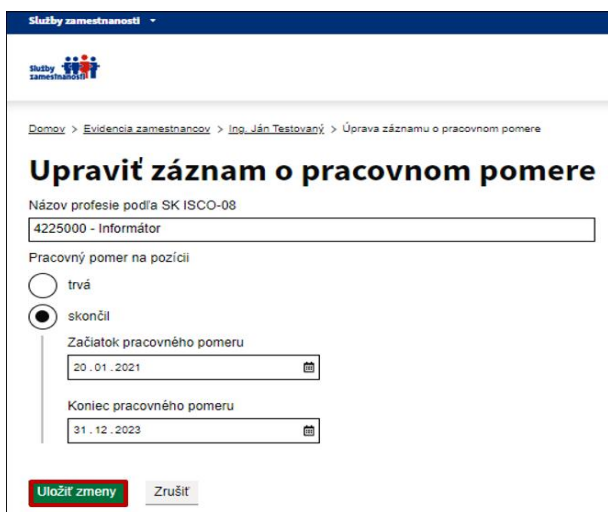 Služby zamestnanosti
Služby
zamestnanosti
Domov > Evidencia zamestnancov > Ing. Ján Testovaný > Úprava záznamu o pracovnom pomere
Upraviť záznam o pracovnom pomere
Názov profesie podľa SK ISCO-08
4225000 - Informátor
Pracovný pomer na pozícii
trvá
skončil
Začiatok pracovného pomeru
20.01.2021
Koniec pracovného pomeru
31.12.2023
Uložiť zmeny Zrušiť